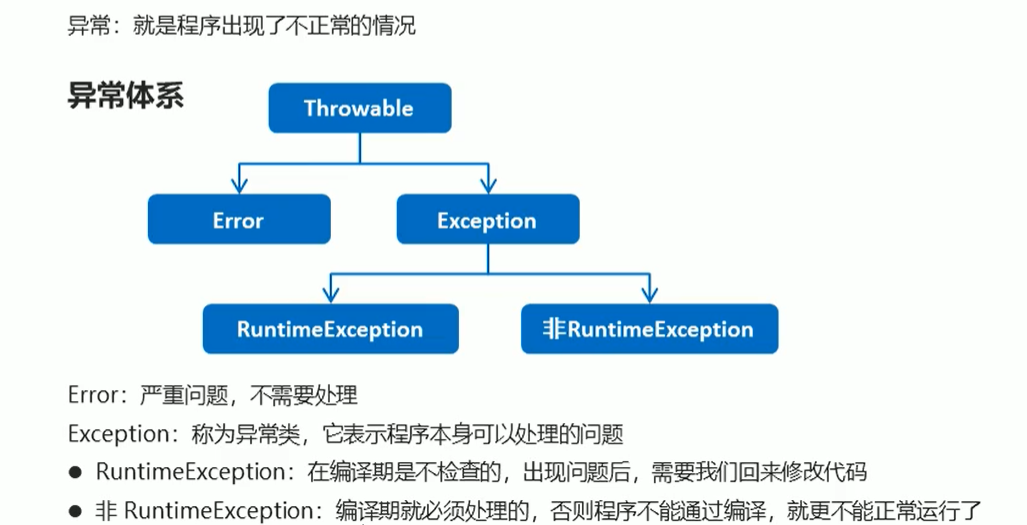 异常：就是程序出现了不正常的情况
异常体系
Throwable
Error
Exception
RuntimeException
非RuntimeException
Error：严重问题，不需要处理
Exception：称为异常类，它表示程序本身可以处理的问题
● RuntimeException：在编译期是不检查的，出现问题后，需要我们回来修改代码
● 非 RuntimeException：编译期就必须处理的，否则程序不能通过编译，就更不能正常运行了